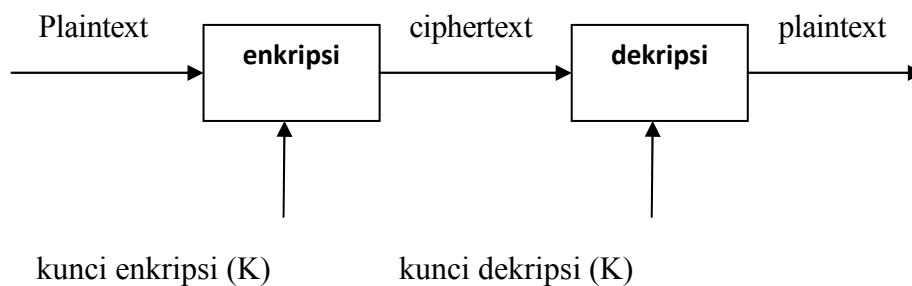 Plaintext
enkripsi
ciphertext
dekripsi
plaintext
kunci enkripsi (K)
kunci dekripsi (K)